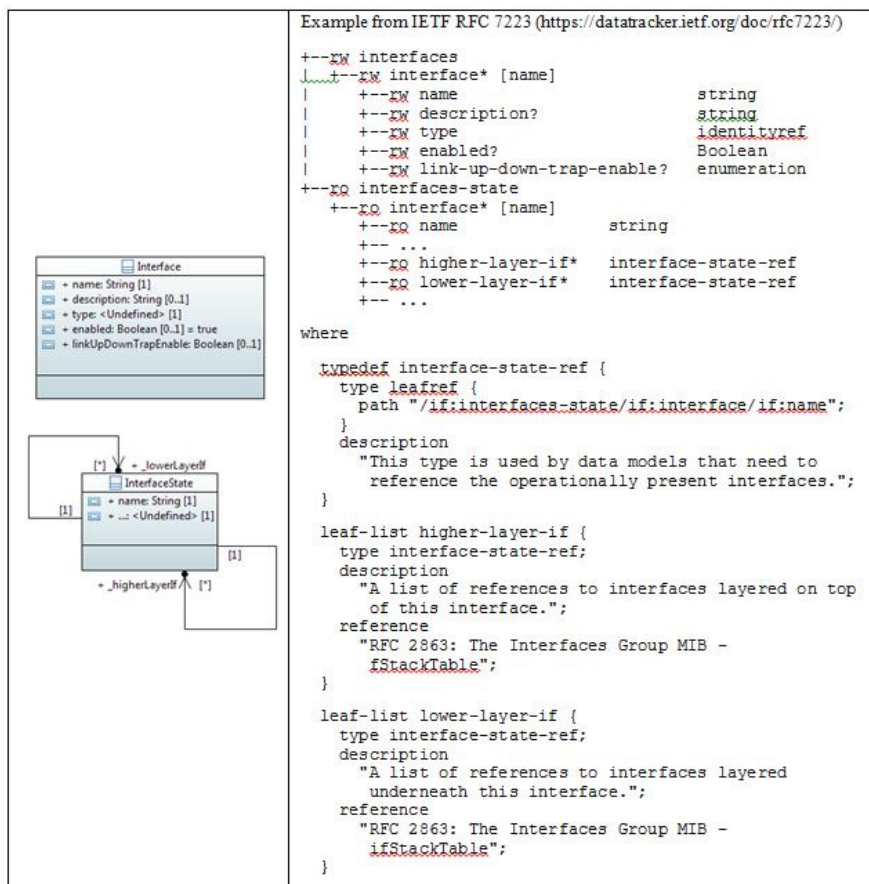 Example from IETF RFC 7223 (https://datatracker.ietf.org/doc/rfc7223/)
+--rw interfaces
|  +--rw interface* [name]
|     +--rw name                        string
|     +--rw description?                string
|     +--rw type                        identityref
|     +--rw enabled?                    Boolean
|     +--rw link-up-down-trap-enable?   enumeration
+--ro interfaces-state
   +--ro interface* [name]
      +--ro name               string
      +-- ...
      +--ro higher-layer-if*   interface-state-ref
      +--ro lower-layer-if*    interface-state-ref
      +-- ...
where
typedef interface-state-ref {
  type leafref {
    path "/if:interfaces-state/if:interface/if:name";
  }
  description
    "This type is used by data models that need to
     reference the operationally present interfaces.";
}
leaf-list higher-layer-if {
  type interface-state-ref;
  description
    "A list of references to interfaces layered on top
     of this interface.";
  reference
    "RFC 2863: The Interfaces Group MIB -
     fStackTable";
}
leaf-list lower-layer-if {
  type interface-state-ref;
  description
    "A list of references to interfaces layered
     underneath this interface.";
  reference
    "RFC 2863: The Interfaces Group MIB -
     ifStackTable";
}
Interface
+ name: String [1]
+ description: String [0..1]
+ type: <Undefined> [1]
+ enabled: Boolean [0..1] = true
+ linkUpDownTrapEnable: Boolean [0..1]
[*] + _lowerLayerIf
InterfaceState
+ name: String [1]
+ ...: <Undefined> [1]
[1]
[1]
+ _higherLayerIf [*]